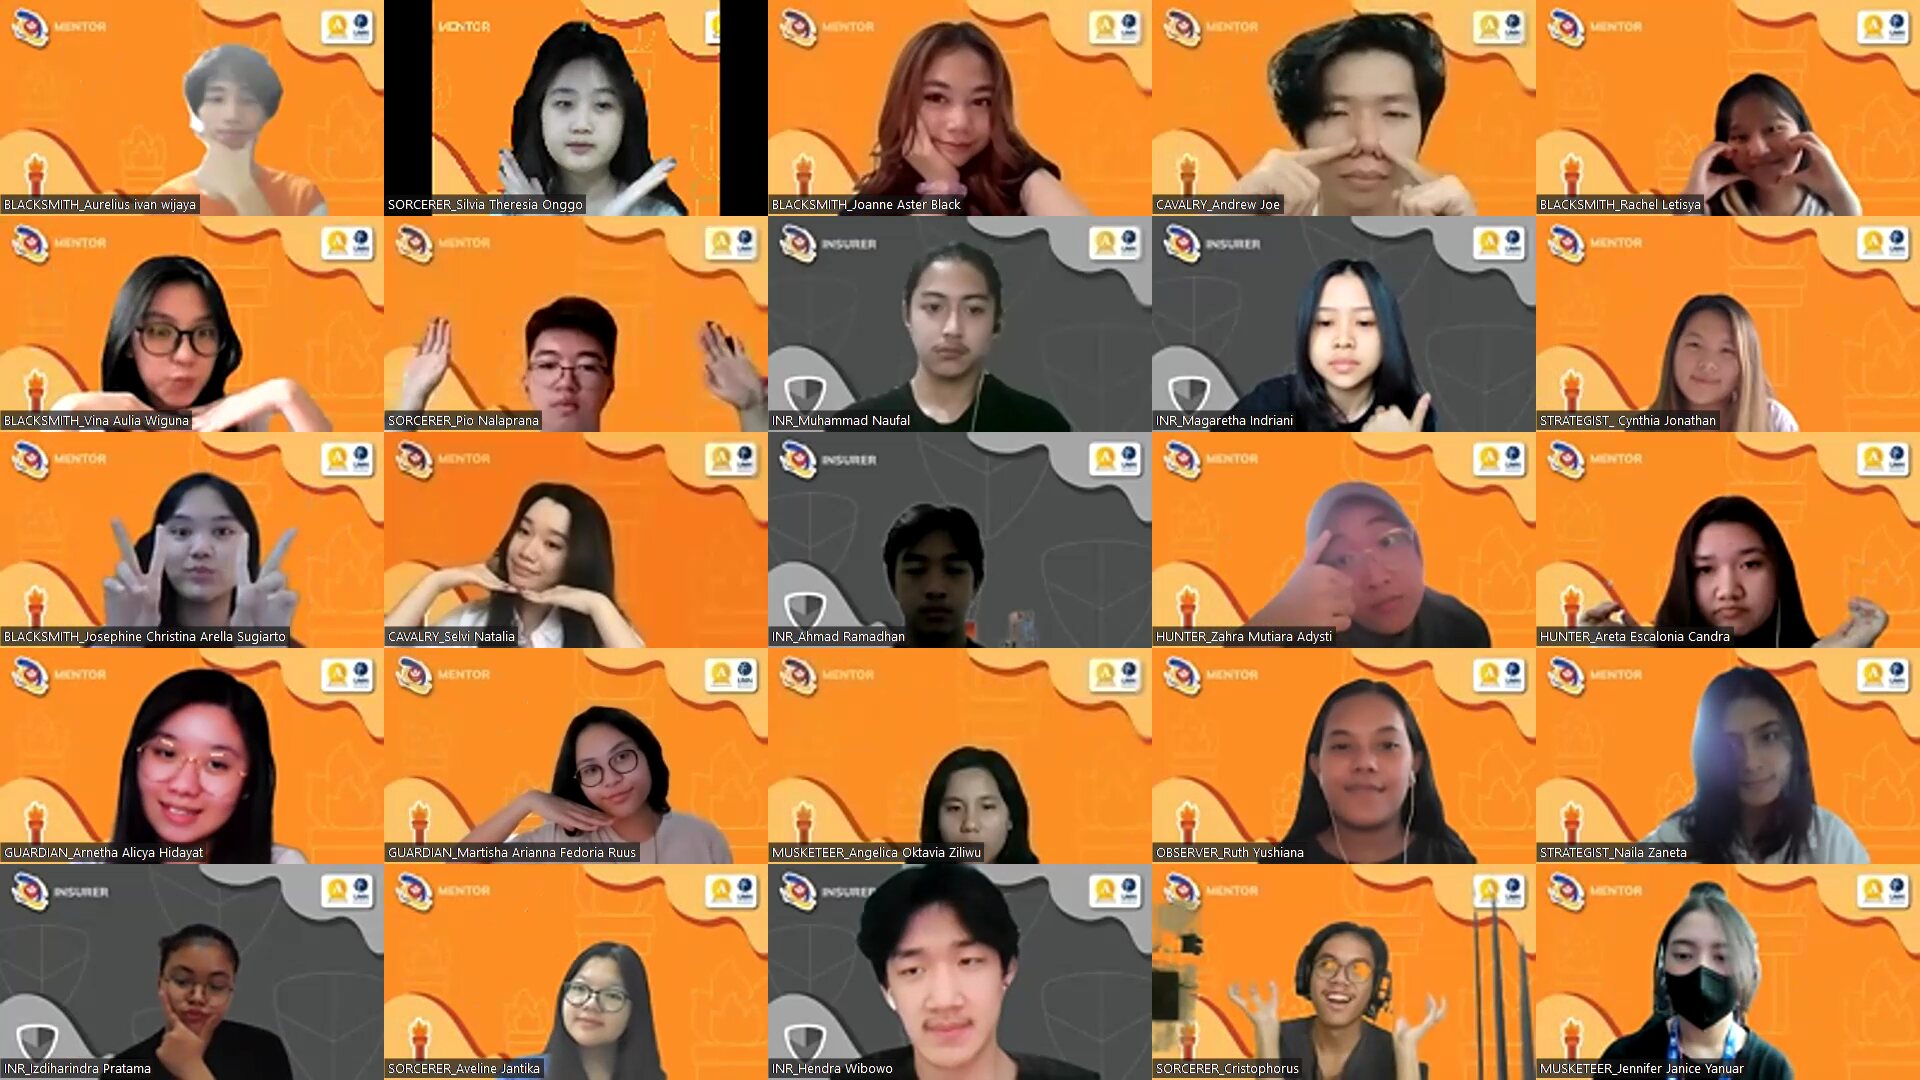 MENTOR
BLACKSMITH_Aurelius ivan wijaya
MENTOR
SORCERER_Silvia Theresia Onggo
MENTOR
BLACKSMITH_Joanne Aster Black
MENTOR
CAVALRY_Andrew Joe
MENTOR
BLACKSMITH_Rachel Letisya
MENTOR
BLACKSMITH_Vina Aulia Wiguna
MENTOR
SORCERER_Pio Nalaprana
INSURER
INR_Muhammad Naufal
INSURER
INR_Magaretha Indriani
MENTOR
STRATEGIST_ Cynthia Jonathan
MENTOR
BLACKSMITH_Josephine Christina Arella Sugiarto
MENTOR
CAVALRY_Selvi Natalia
INSURER
INR_Ahmad Ramadhan
MENTOR
HUNTER_Zahra Mutiara Adysti
MENTOR
HUNTER_Areta Escalonia Candra
MENTOR
GUARDIAN_Arnetha Alicya Hidayat
MENTOR
GUARDIAN_Martisha Arianna Fedoria Ruus
MENTOR
MUSKETEER_Angelica Oktavia Ziliwu
MENTOR
OBSERVER_Ruth Yushiana
MENTOR
STRATEGIST_Naila Zaneta
INSURER
INR_Izdiharindra Pratama
MENTOR
SORCERER_Aveline Jantika
INSURER
INR_Hendra Wibowo
MENTOR
SORCERER_Cristophorus
MENTOR
MUSKETEER_Jennifer Janice Yanuar